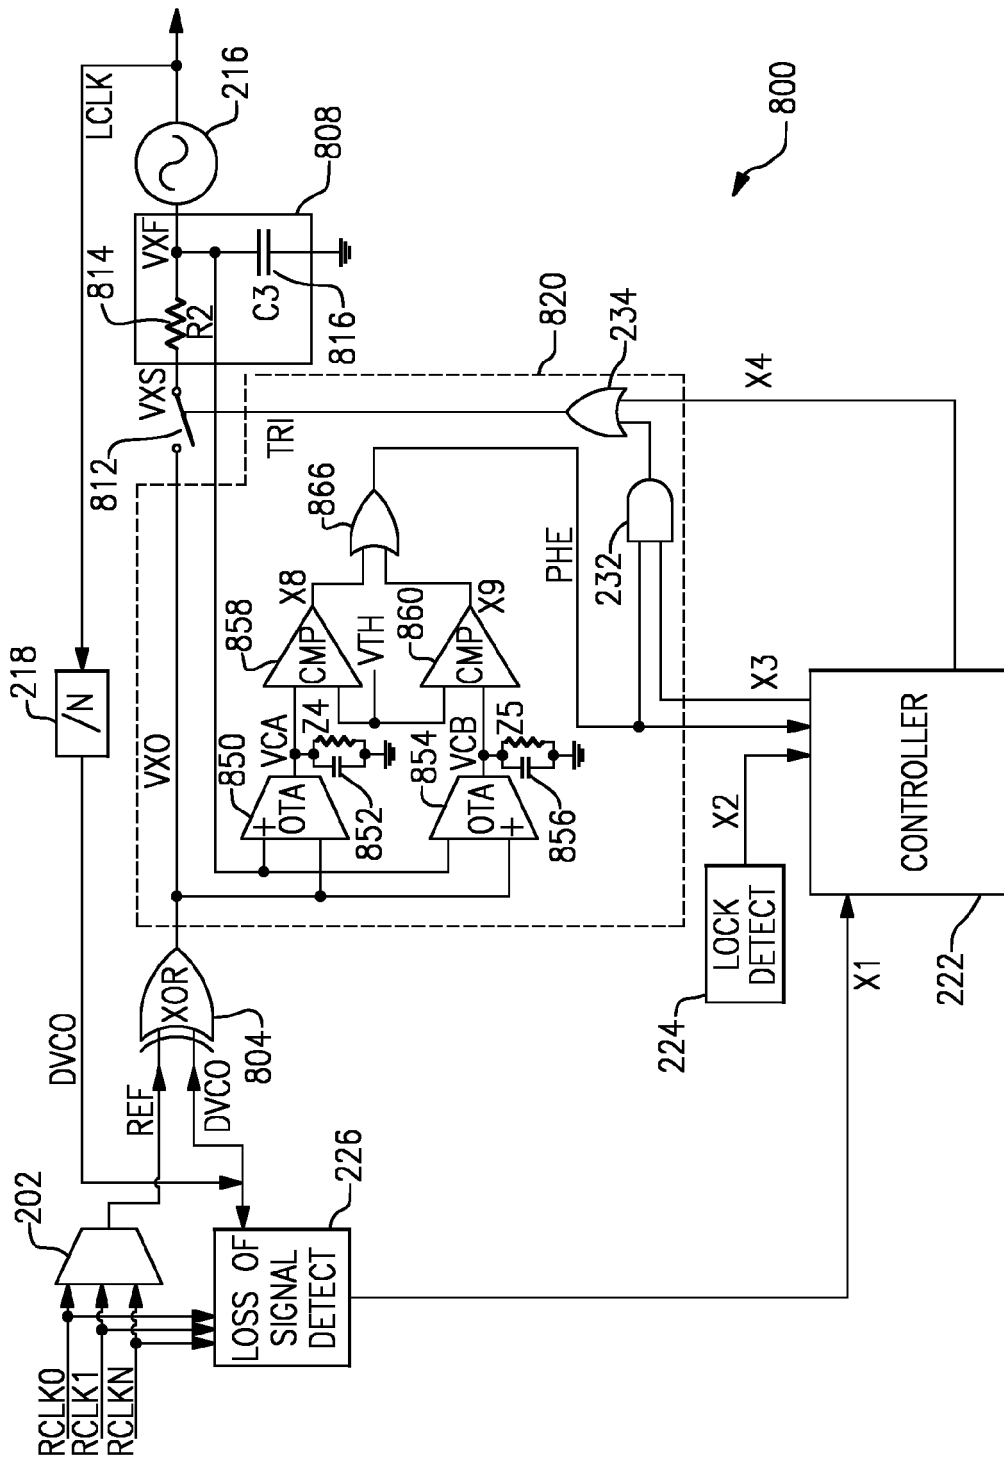 RCLK0
RCLK1
RCLKN
202
LOSS OF
SIGNAL
DETECT
226
REF
DVCO
DVCO
XOR
804
/N
218
LCLK
VXO
812
VXS
814
R2
VXF
C3
816
808
216
820
TRI
234
850
+
OTA
VCA
852
Z4
854
OTA
+
VCB
856
Z5
858
CMP
X8
VTH
860
CMP
X9
866
PHE
232
X4
X3
X2
X1
LOCK
DETECT
224
CONTROLLER
222
800